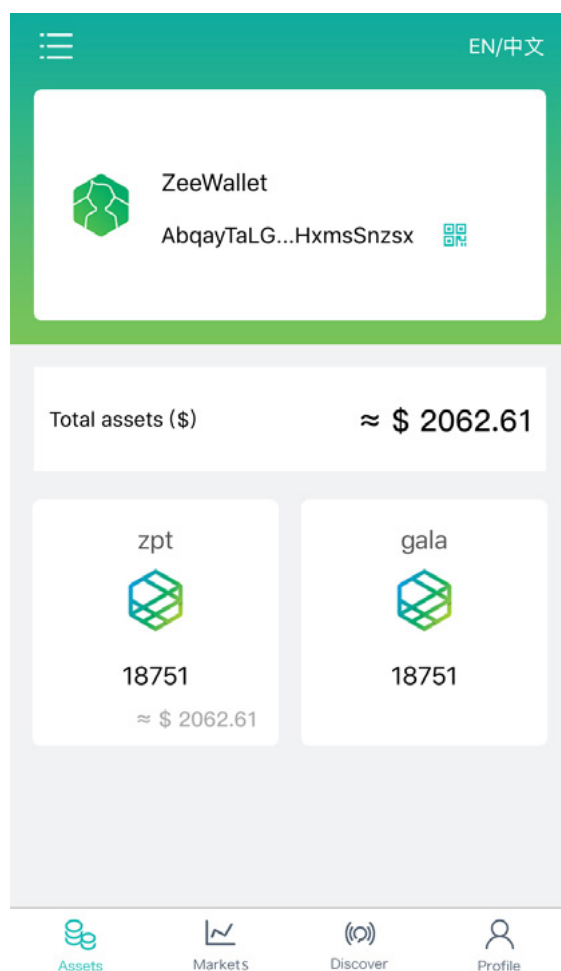 EN/中文
ZeeWallet
AbqayTaLG...HxmsSnzsx
Total assets ($) ≈ $ 2062.61
zpt gala
18751 18751
≈ $ 2062.61
Assets Markets Discover Profile